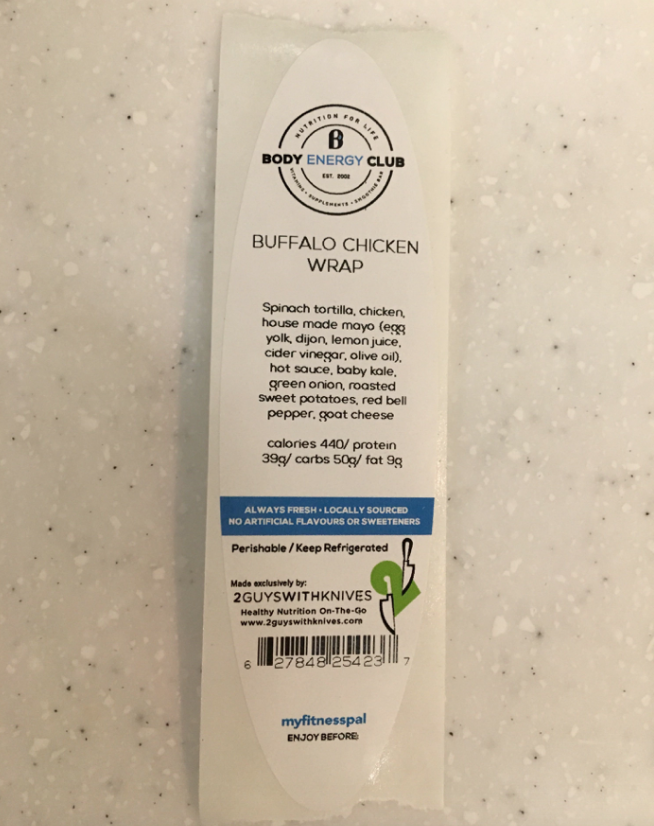 NUTRITION FOR LIFE
B
BODY ENERGY CLUB
EST. 2002
VITAMINS • SUPPLEMENTS • SMOOTHIE BAR
BUFFALO CHICKEN
WRAP
Spinach tortilla, chicken,
house made mayo (egg
yolk, dijon, lemon juice,
cider vinegar, olive oil),
hot sauce, baby kale,
green onion, roasted
sweet potatoes, red bell
pepper, goat cheese
calories 440/ protein
39g/ carbs 50g/ fat 9g
ALWAYS FRESH • LOCALLY SOURCED
NO ARTIFICIAL FLAVOURS OR SWEETENERS
Perishable / Keep Refrigerated
Made exclusively by:
2GUYSWITHKNIVES
Healthy Nutrition On-The-Go
www.2guyswithknives.com
2
6 27848 25423 7
myfitnesspal
ENJOY BEFORE: